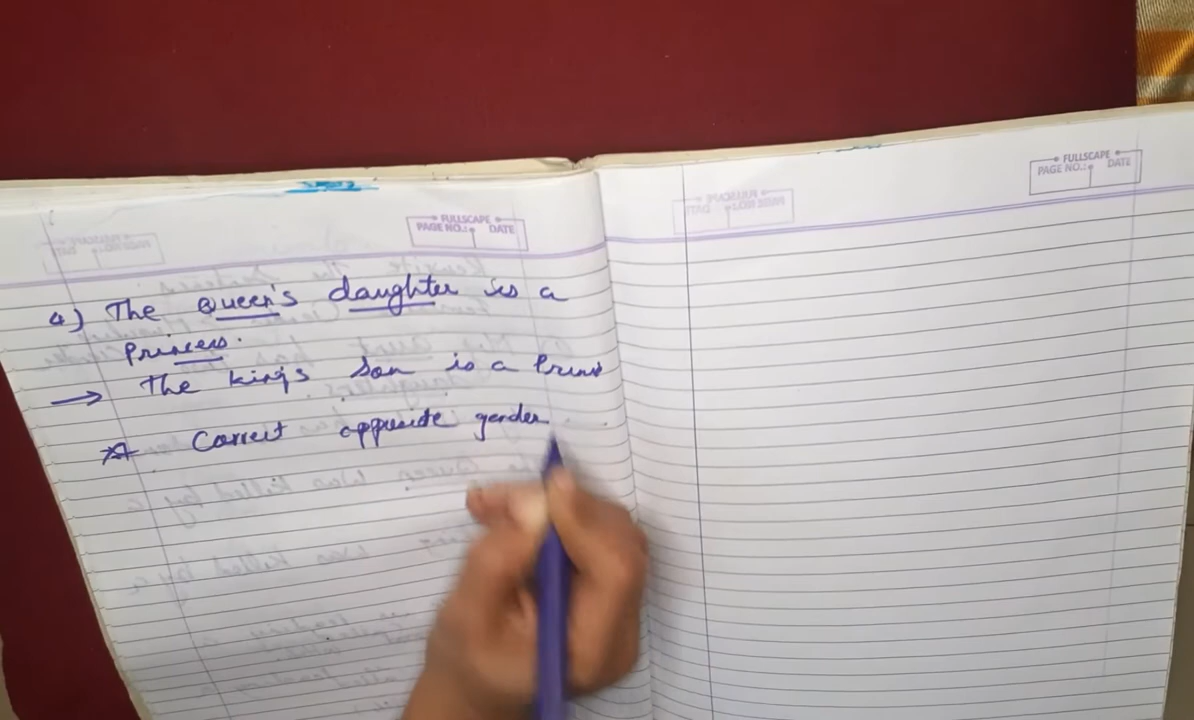 FULLSCAPE
PAGE NO.: DATE
4) The Queen's daughter is a
Princess.
→ The king's son is a Prince
☆ Correct opposite gender
FULLSCAPE
PAGE NO.: DATE